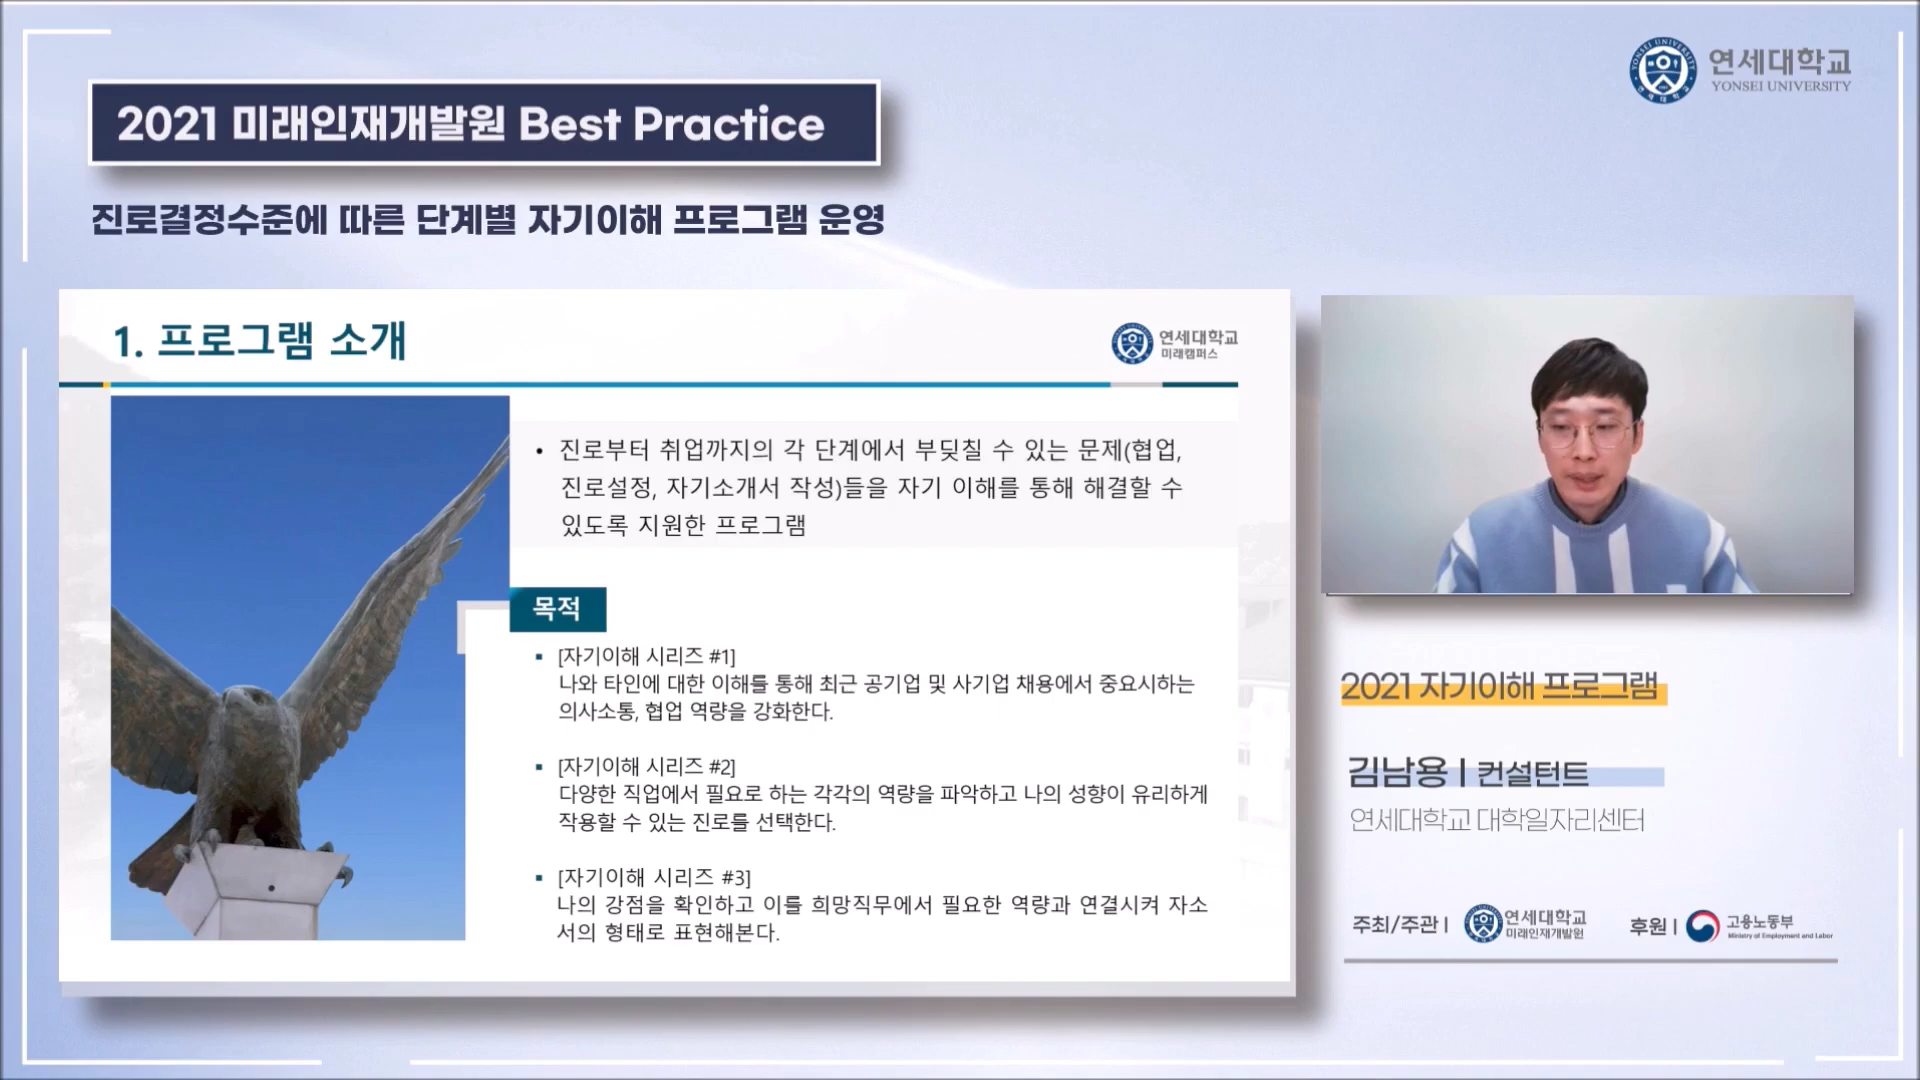 연세대학교
YONSEI UNIVERSITY
2021 미래인재개발원 Best Practice
진로결정수준에 따른 단계별 자기이해 프로그램 운영
1. 프로그램 소개
연세대학교
미래캠퍼스
• 진로부터 취업까지의 각 단계에서 부딪칠 수 있는 문제(협업,
진로설정, 자기소개서 작성)들을 자기 이해를 통해 해결할 수
있도록 지원한 프로그램
목적
▪ [자기이해 시리즈 #1]
나와 타인에 대한 이해를 통해 최근 공기업 및 사기업 채용에서 중요시하는
의사소통, 협업 역량을 강화한다.
▪ [자기이해 시리즈 #2]
다양한 직업에서 필요로 하는 각각의 역량을 파악하고 나의 성향이 유리하게
작용할 수 있는 진로를 선택한다.
▪ [자기이해 시리즈 #3]
나의 강점을 확인하고 이를 희망직무에서 필요한 역량과 연결시켜 자소
서의 형태로 표현해본다.
2021 자기이해 프로그램
김남용 | 컨설턴트
연세대학교 대학일자리센터
주최/주관 | 연세대학교 미래인재개발원 후원 | 고용노동부
Ministry of Employment and Labor